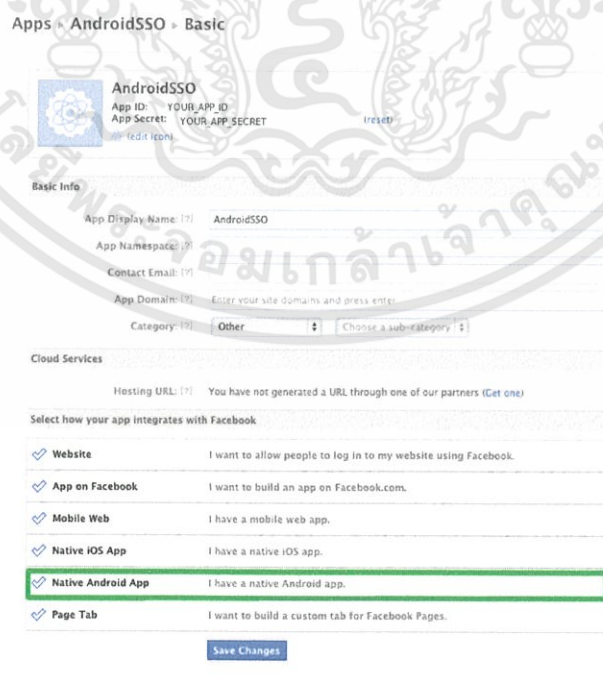 Apps ▸ AndroidSSO ▸ Basic
AndroidSSO
App ID: YOUR_APP_ID
App Secret: YOUR_APP_SECRET (reset)
(edit icon)
Basic Info
App Display Name: [?] AndroidSSO
App Namespace: [?]
Contact Email: [?]
App Domain: [?] Enter your site domains and press enter
Category: [?] Other Choose a sub-category
Cloud Services
Hosting URL: [?] You have not generated a URL through one of our partners (Get one)
Select how your app integrates with Facebook
Website I want to allow people to log in to my website using Facebook.
App on Facebook I want to build an app on Facebook.com.
Mobile Web I have a mobile web app.
Native iOS App I have a native iOS app.
Native Android App I have a native Android app.
Page Tab I want to build a custom tab for Facebook Pages.
Save Changes